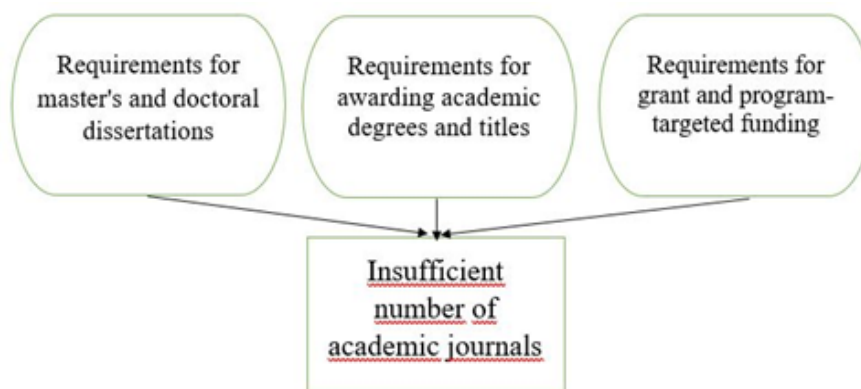 Requirements for
master's and doctoral
dissertations
Requirements for
awarding academic
degrees and titles
Requirements for
grant and program-
targeted funding
Insufficient
number of
academic journals